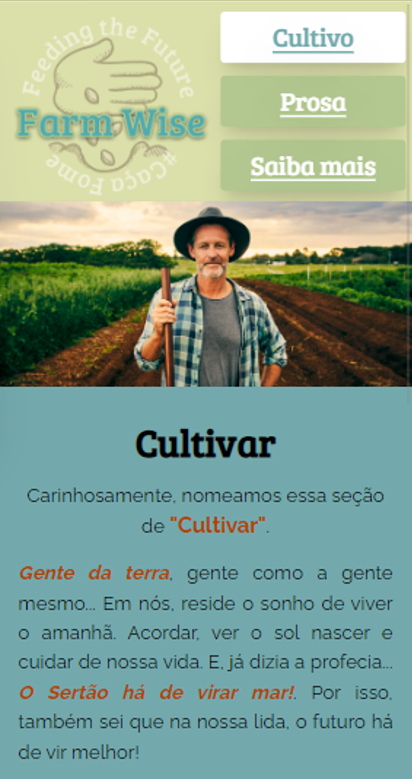 Feeding the Future
Farm Wise
#Caça Fome
Cultivo
Prosa
Saiba mais
Cultivar
Carinhosamente, nomeamos essa seção
de "Cultivar".
Gente da terra, gente como a gente
mesmo... Em nós, reside o sonho de viver
o amanhã. Acordar, ver o sol nascer e
cuidar de nossa vida. E, já dizia a profecia...
O Sertão há de virar mar!. Por isso,
também sei que na nossa lida, o futuro há
de vir melhor!